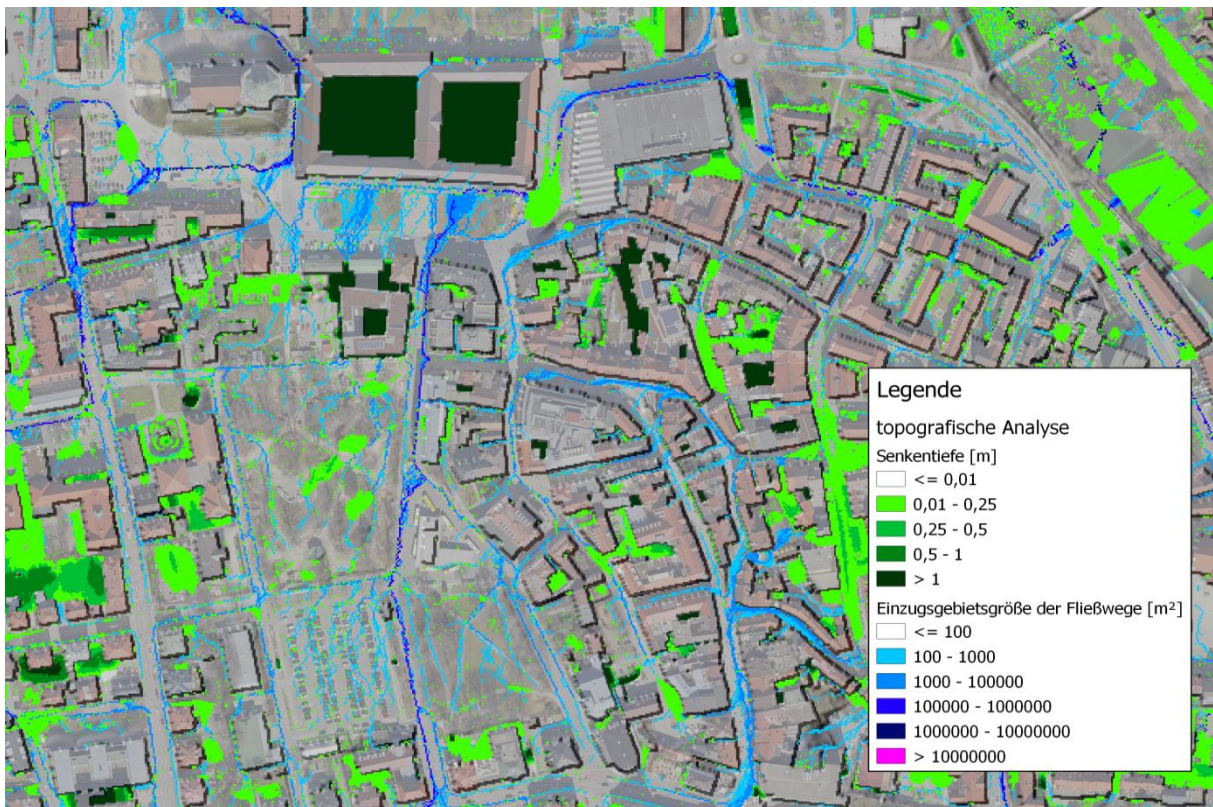 Legende
topografische Analyse
Senkentiefe [m]
<= 0,01
0,01 - 0,25
0,25 - 0,5
0,5 - 1
> 1
Einzugsgebietsgröße der Fließwege [m²]
<= 100
100 - 1000
1000 - 100000
100000 - 1000000
1000000 - 10000000
> 10000000